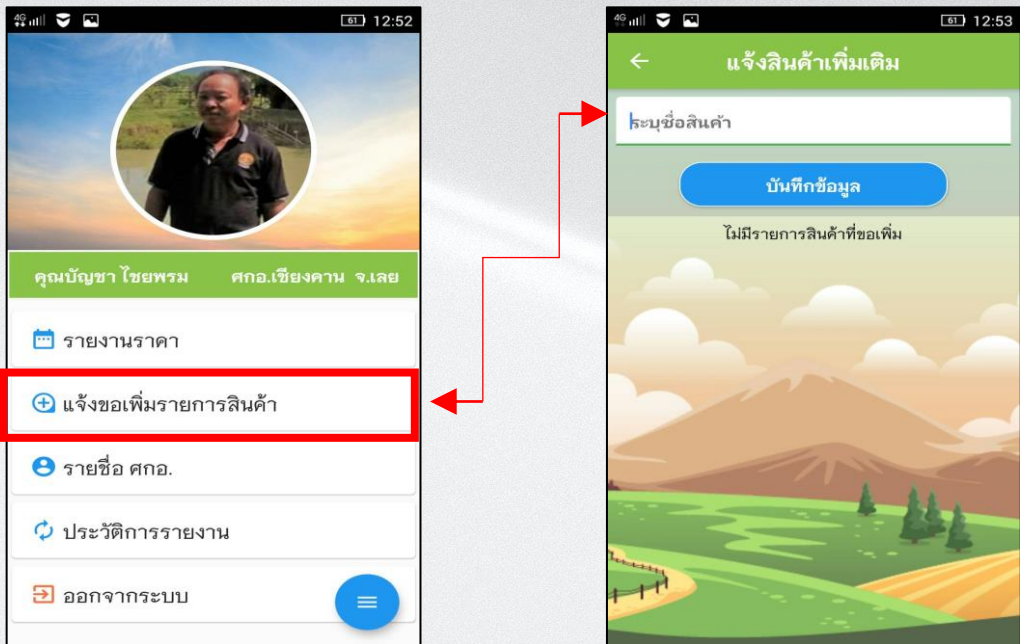 4G 61 12:52
คุณบัญชา ไชยพรม ศกอ.เชียงคาน จ.เลย
รายงานราคา
แจ้งขอเพิ่มรายการสินค้า
รายชื่อ ศกอ.
ประวัติการรายงาน
ออกจากระบบ
4G 61 12:53
แจ้งสินค้าเพิ่มเติม
ระบุชื่อสินค้า
บันทึกข้อมูล
ไม่มีรายการสินค้าที่ขอเพิ่ม